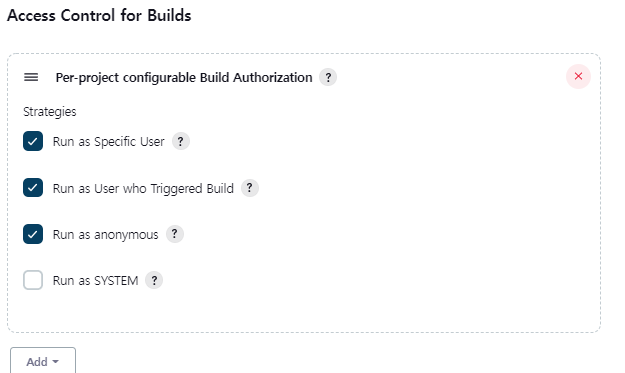 Access Control for Builds
Per-project configurable Build Authorization ?
Strategies
Run as Specific User ?
Run as User who Triggered Build ?
Run as anonymous ?
Run as SYSTEM ?
Add